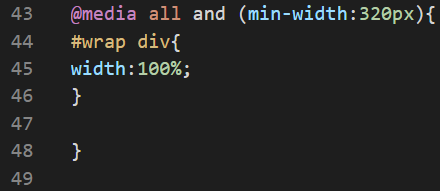 43 @media all and (min-width:320px){
44 #wrap div{
45 width:100%;
46 }
47
48 }
49